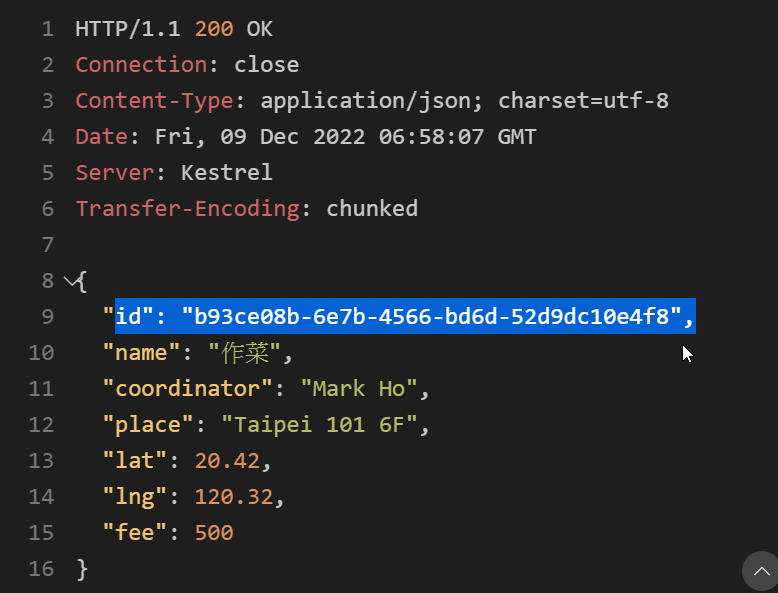 1 HTTP/1.1 200 OK
2 Connection: close
3 Content-Type: application/json; charset=utf-8
4 Date: Fri, 09 Dec 2022 06:58:07 GMT
5 Server: Kestrel
6 Transfer-Encoding: chunked
7
8 {
9 "id": "b93ce08b-6e7b-4566-bd6d-52d9dc10e4f8",
10 "name": "作菜",
11 "coordinator": "Mark Ho",
12 "place": "Taipei 101 6F",
13 "lat": 20.42,
14 "lng": 120.32,
15 "fee": 500
16 }